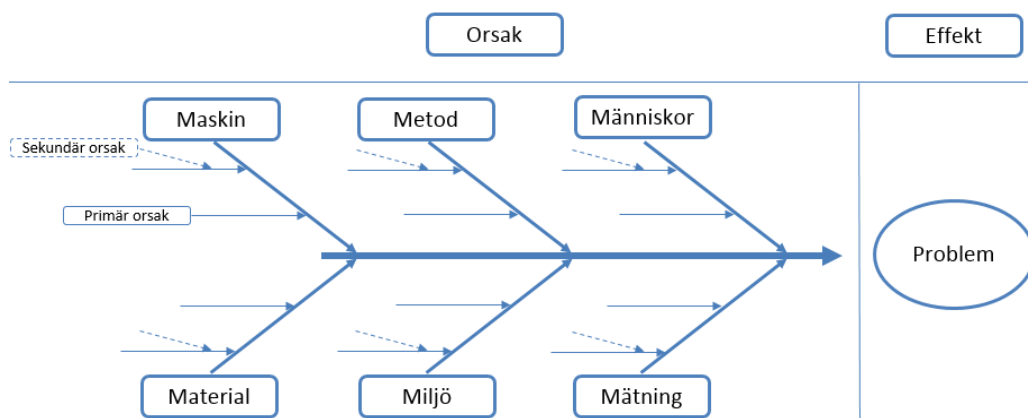 Orsak
Effekt
Maskin
Metod
Människor
Sekundär orsak
Primär orsak
Problem
Material
Miljö
Mätning